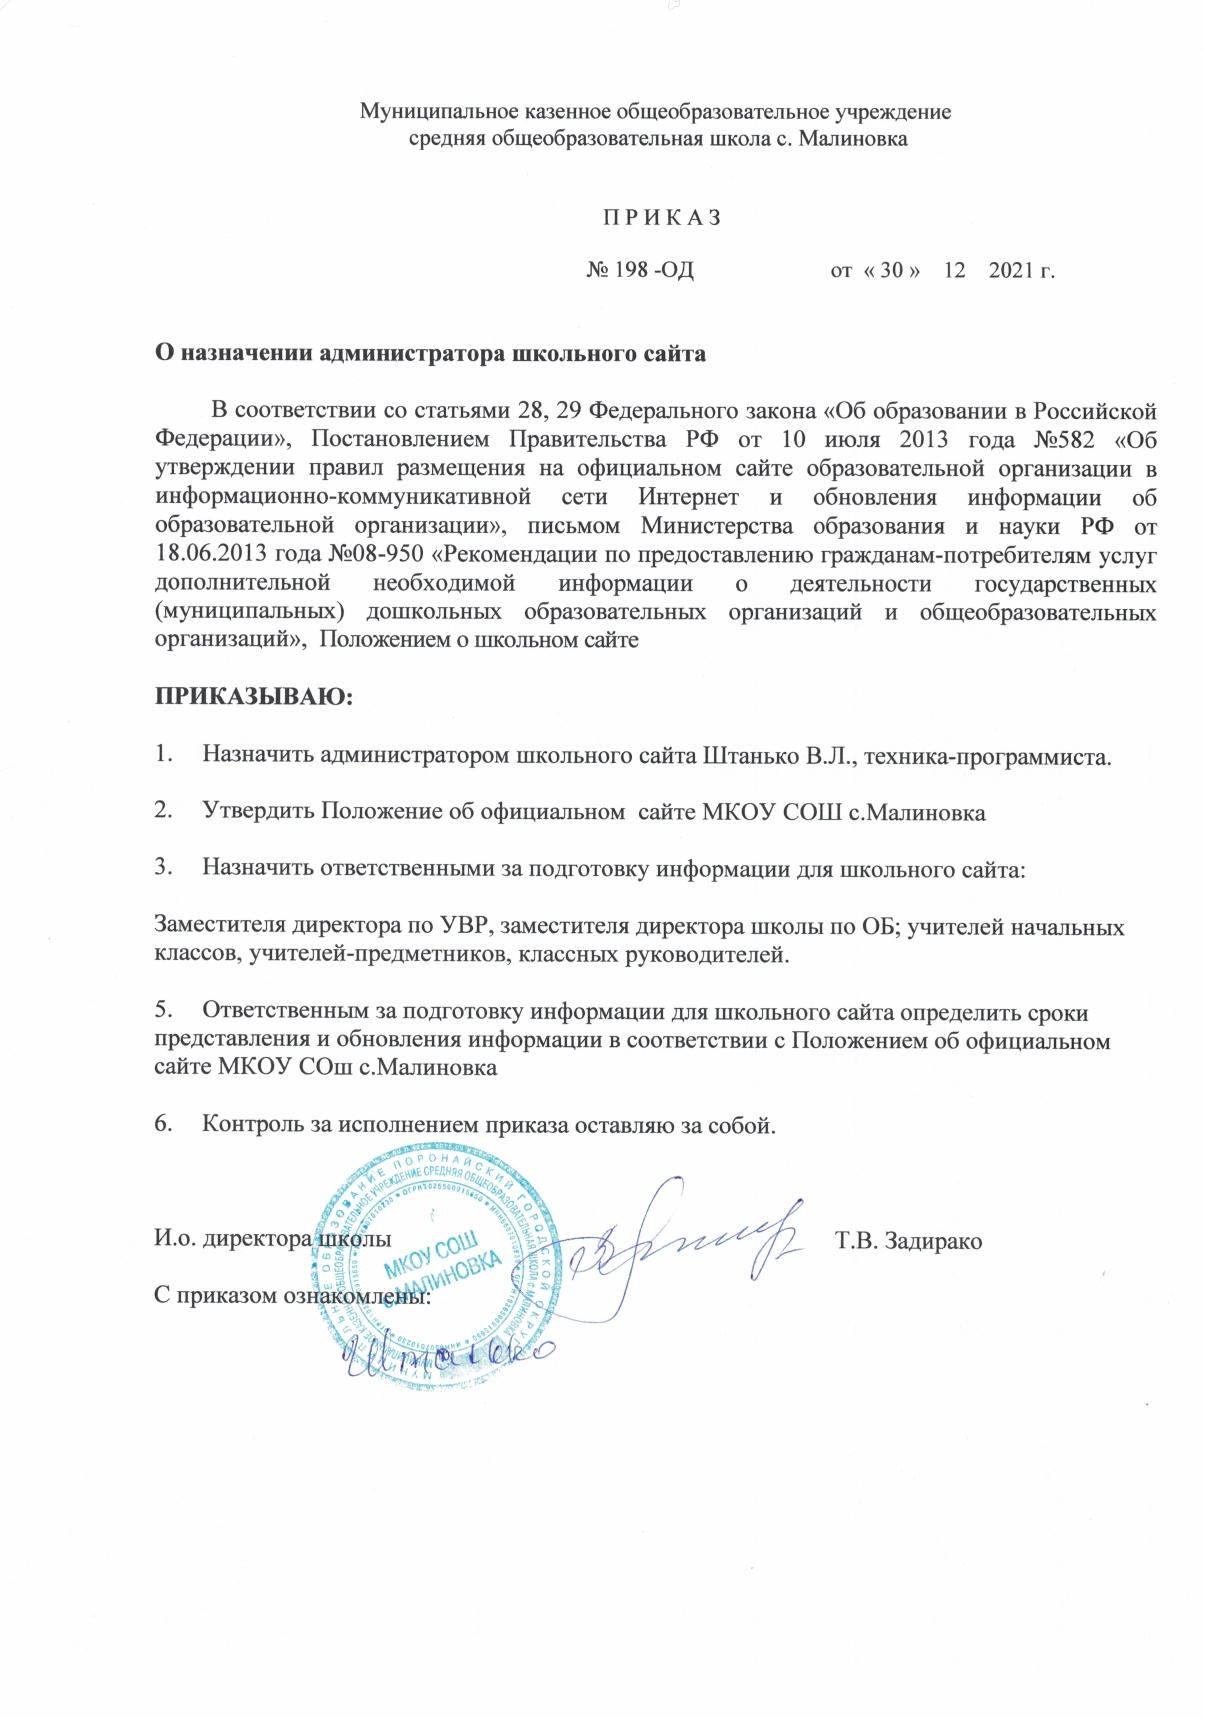 Муниципальное казенное общеобразовательное учреждение
средняя общеобразовательная школа с. Малиновка
П Р И К А З
№ 198 -ОД от « 30 » 12 2021 г.
О назначении администратора школьного сайта
В соответствии со статьями 28, 29 Федерального закона «Об образовании в Российской
Федерации», Постановлением Правительства РФ от 10 июля 2013 года №582 «Об
утверждении правил размещения на официальном сайте образовательной организации в
информационно-коммуникативной сети Интернет и обновления информации об
образовательной организации», письмом Министерства образования и науки РФ от
18.06.2013 года №08-950 «Рекомендации по предоставлению гражданам-потребителям услуг
дополнительной необходимой информации о деятельности государственных
(муниципальных) дошкольных образовательных организаций и общеобразовательных
организаций», Положением о школьном сайте
ПРИКАЗЫВАЮ:
1. Назначить администратором школьного сайта Штанько В.Л., техника-программиста.
2. Утвердить Положение об официальном сайте МКОУ СОШ с.Малиновка
3. Назначить ответственными за подготовку информации для школьного сайта:
Заместителя директора по УВР, заместителя директора школы по ОБ; учителей начальных
классов, учителей-предметников, классных руководителей.
5. Ответственным за подготовку информации для школьного сайта определить сроки
представления и обновления информации в соответствии с Положением об официальном
сайте МКОУ СОш с.Малиновка
6. Контроль за исполнением приказа оставляю за собой.
И.о. директора школы Т.В. Задирако
С приказом ознакомлены:
Штанько
МКОУ СОШ
с.МАЛИНОВКА
МУНИЦИПАЛЬНОЕ ОБРАЗОВАНИЕ ПОРОНАЙСКИЙ ГОРОДСКОЙ ОКРУГ